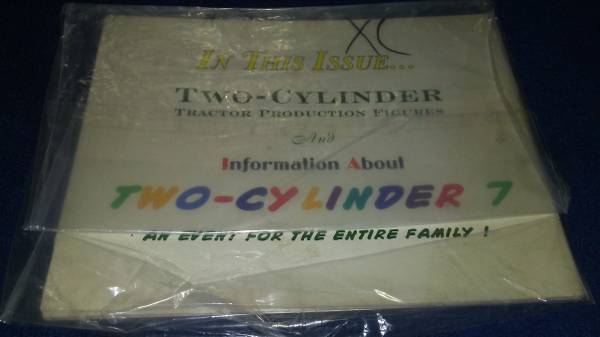 XC
In This Issue...
Two-Cylinder
Tractor Production Figures
And
Information About
TWO-CYLINDER 7
AN EVENT FOR THE ENTIRE FAMILY !